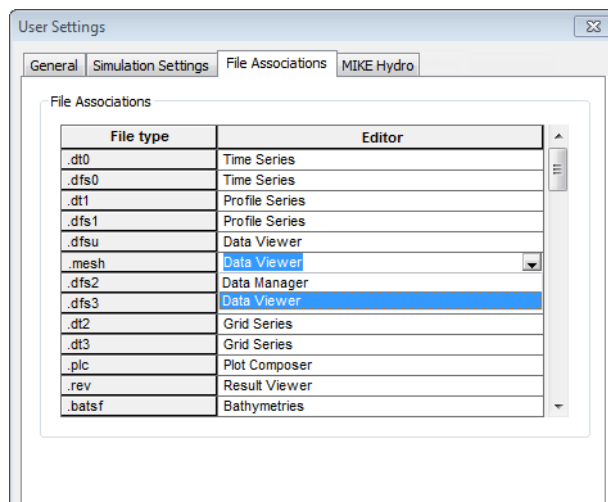 User Settings
General Simulation Settings File Associations MIKE Hydro
File Associations
File type Editor
.dt0 Time Series
.dfs0 Time Series
.dt1 Profile Series
.dfs1 Profile Series
.dfsu Data Viewer
.mesh Data Viewer
.dfs2 Data Manager
.dfs3 Data Viewer
.dt2 Grid Series
.dt3 Grid Series
.plc Plot Composer
.rev Result Viewer
.batsf Bathymetries